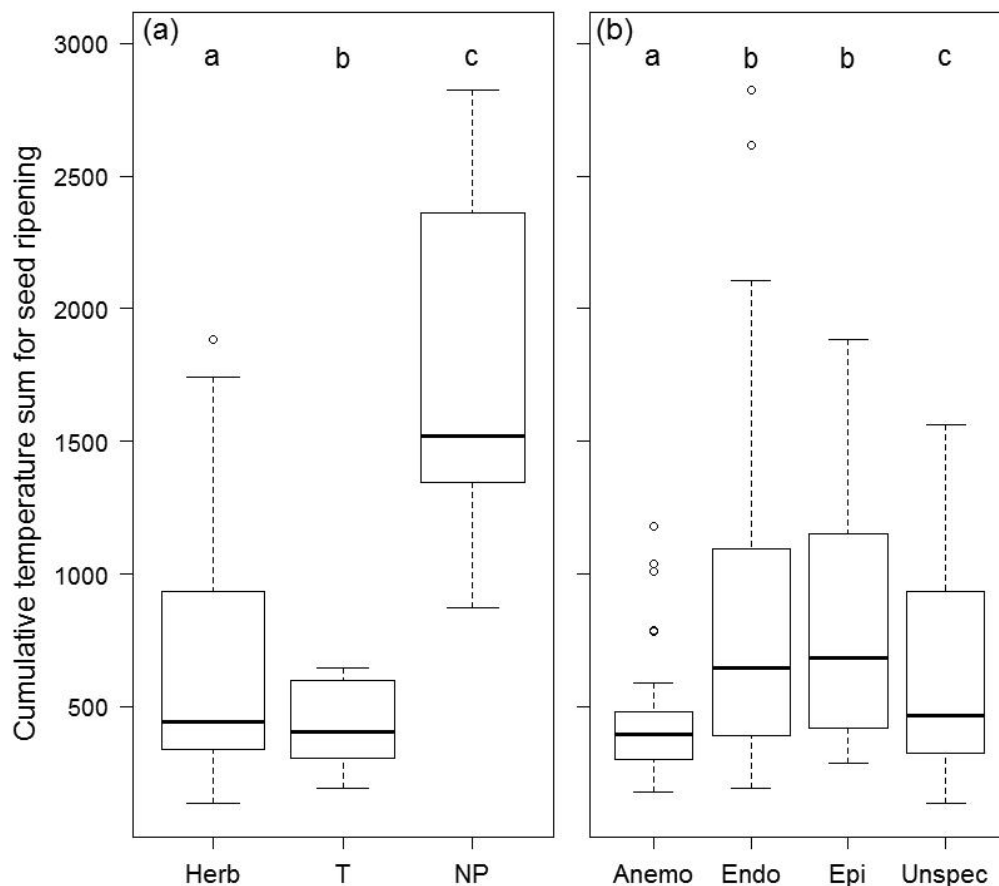 (a)
a b c
(b)
a b b c
Cumulative temperature sum for seed ripening
3000
2500
2000
1500
1000
500
Herb T NP
Anemo Endo Epi Unspec